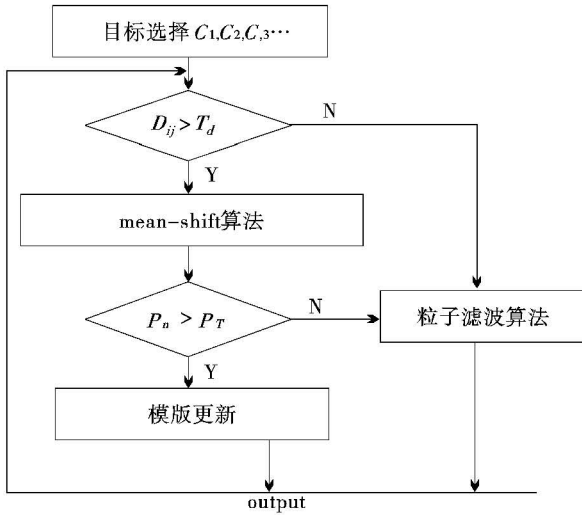 目标选择 C1,C2,C,3…
Dij > Td
N
Y
mean-shift算法
Pn > PT
N
粒子滤波算法
Y
模版更新
output